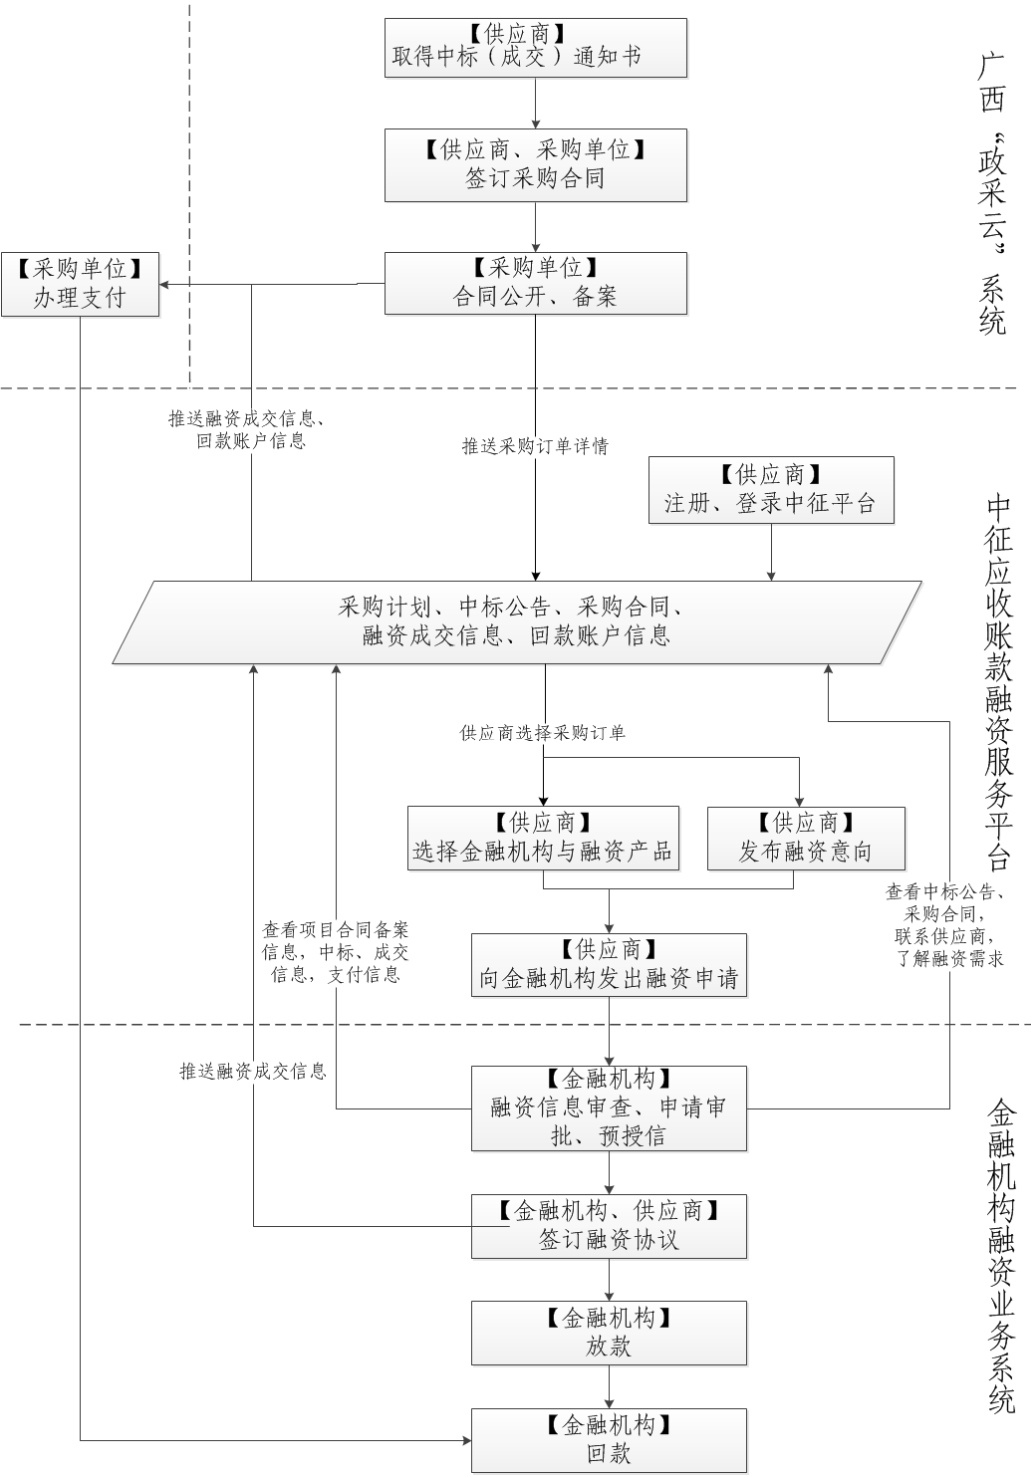 【供应商】
取得中标（成交）通知书
广西“政采云”系统
【供应商、采购单位】
签订采购合同
【采购单位】
办理支付
【采购单位】
合同公开、备案
推送融资成交信息、
回款账户信息
推送采购订单详情
【供应商】
注册、登录中征平台
中征应收账款融资服务平台
采购计划、中标公告、采购合同、
融资成交信息、回款账户信息
供应商选择采购订单
【供应商】
选择金融机构与融资产品
【供应商】
发布融资意向
查看中标公告、
采购合同，
联系供应商，
了解融资需求
查看项目合同备案
信息，中标、成交
信息，支付信息
【供应商】
向金融机构发出融资申请
推送融资成交信息
【金融机构】
融资信息审查、申请审
批、预授信
金融机构融资业务系统
【金融机构、供应商】
签订融资协议
【金融机构】
放款
【金融机构】
回款